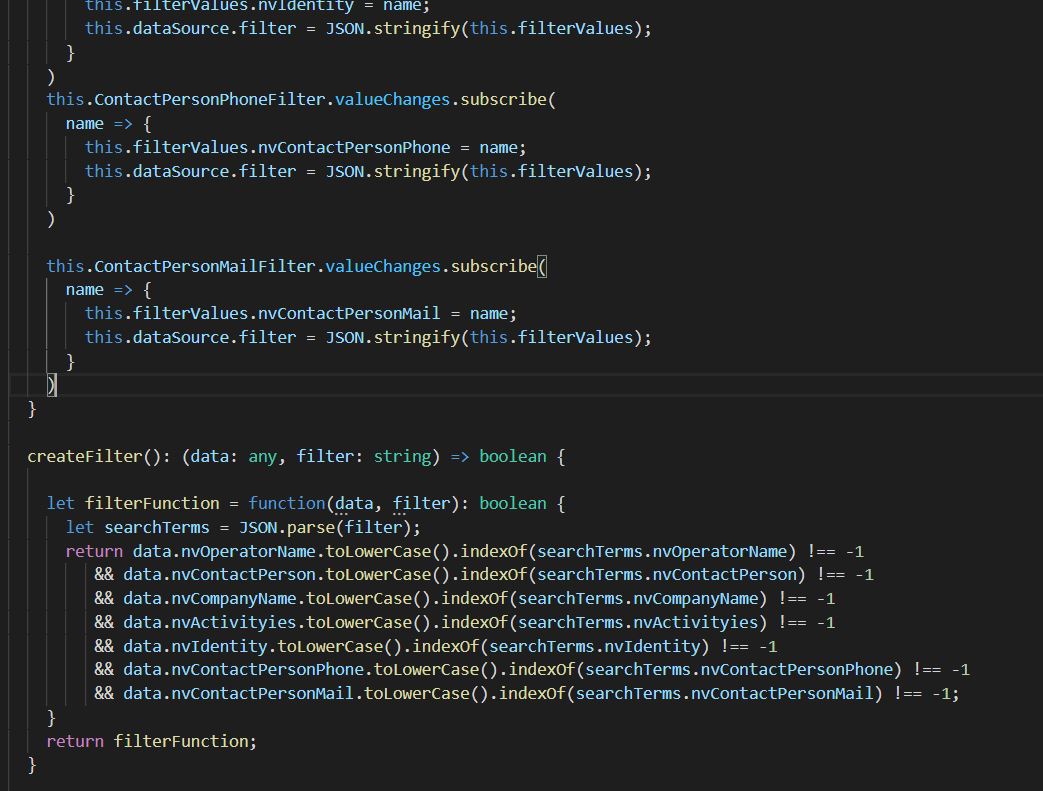 this.filterValues.nvIdentity = name;
this.dataSource.filter = JSON.stringify(this.filterValues);
}
)
this.ContactPersonPhoneFilter.valueChanges.subscribe(
name => {
this.filterValues.nvContactPersonPhone = name;
this.dataSource.filter = JSON.stringify(this.filterValues);
}
)
this.ContactPersonMailFilter.valueChanges.subscribe(
name => {
this.filterValues.nvContactPersonMail = name;
this.dataSource.filter = JSON.stringify(this.filterValues);
}
)
}
createFilter(): (data: any, filter: string) => boolean {
let filterFunction = function(data, filter): boolean {
let searchTerms = JSON.parse(filter);
return data.nvOperatorName.toLowerCase().indexOf(searchTerms.nvOperatorName) !== -1
&& data.nvContactPerson.toLowerCase().indexOf(searchTerms.nvContactPerson) !== -1
&& data.nvCompanyName.toLowerCase().indexOf(searchTerms.nvCompanyName) !== -1
&& data.nvActivityies.toLowerCase().indexOf(searchTerms.nvActivityies) !== -1
&& data.nvIdentity.toLowerCase().indexOf(searchTerms.nvIdentity) !== -1
&& data.nvContactPersonPhone.toLowerCase().indexOf(searchTerms.nvContactPersonPhone) !== -1
&& data.nvContactPersonMail.toLowerCase().indexOf(searchTerms.nvContactPersonMail) !== -1;
}
return filterFunction;
}